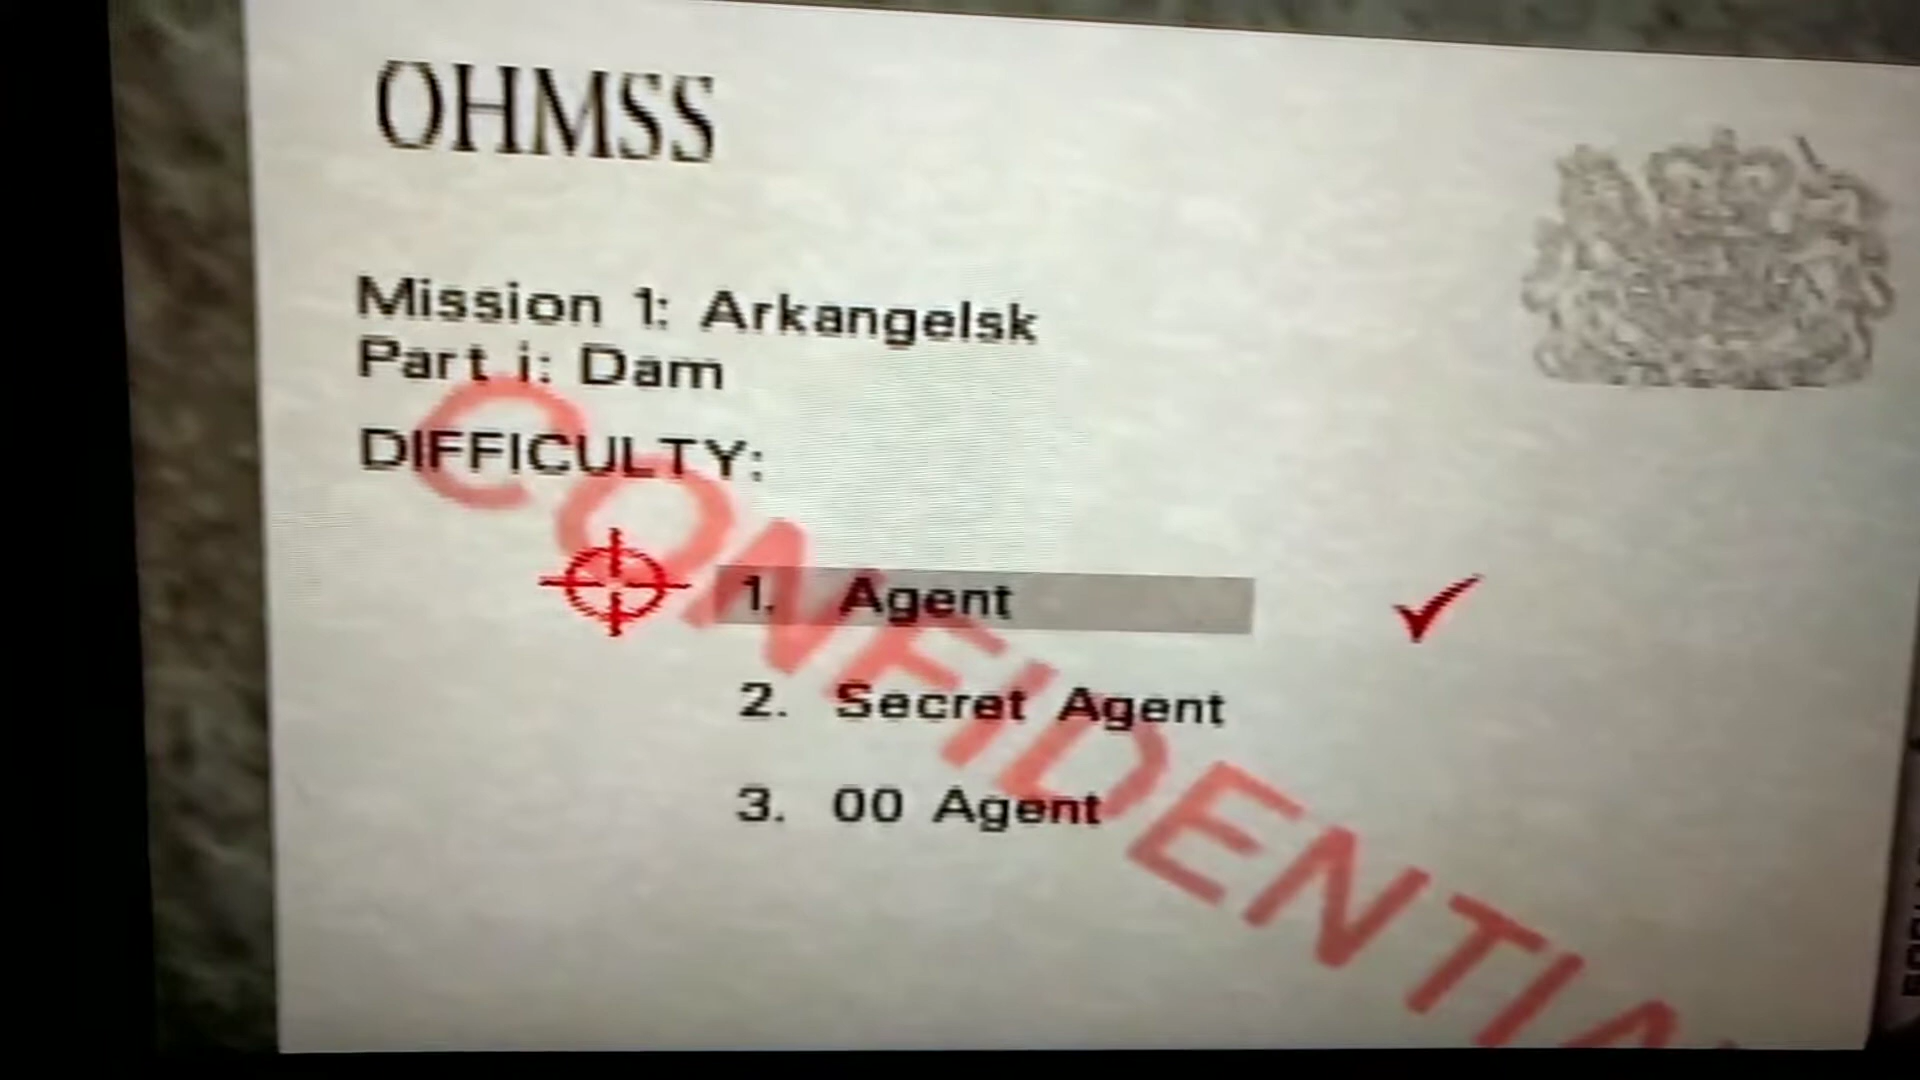 OHMSS
Mission 1: Arkangelsk
Part i: Dam
DIFFICULTY:
1. Agent
2. Secret Agent
3. 00 Agent
CONFIDENTIA